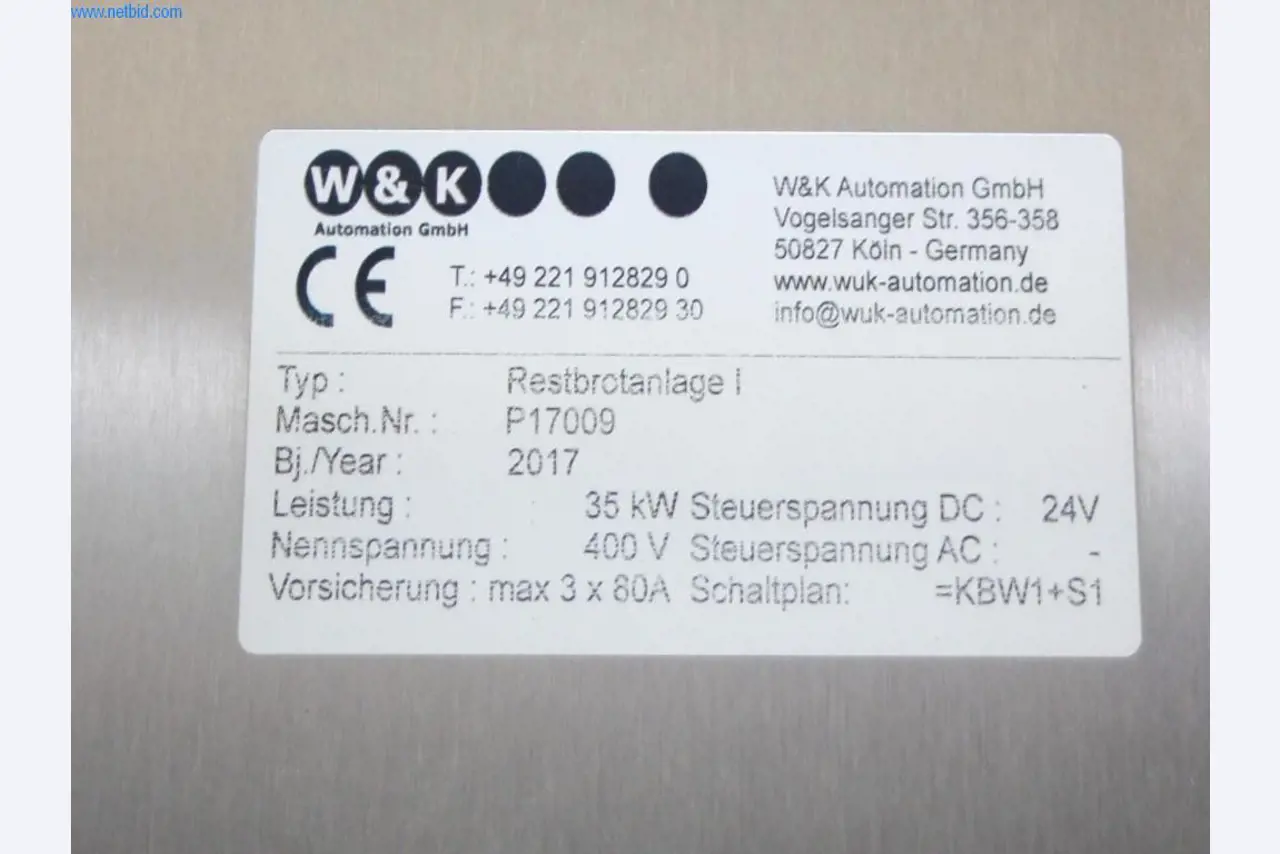 www.netbid.com
W&K
Automation GmbH
W&K Automation GmbH
Vogelsanger Str. 356-358
50827 Köln - Germany
www.wuk-automation.de
info@wuk-automation.de
CE
T.: +49 221 912829 0
F.: +49 221 912829 30
Typ : Restbrotanlage I
Masch.Nr. : P17009
Bj./Year : 2017
Leistung : 35 kW Steuerspannung DC : 24V
Nennspannung : 400 V Steuerspannung AC : -
Vorsicherung : max 3 x 80A Schaltplan: =KBW1+S1